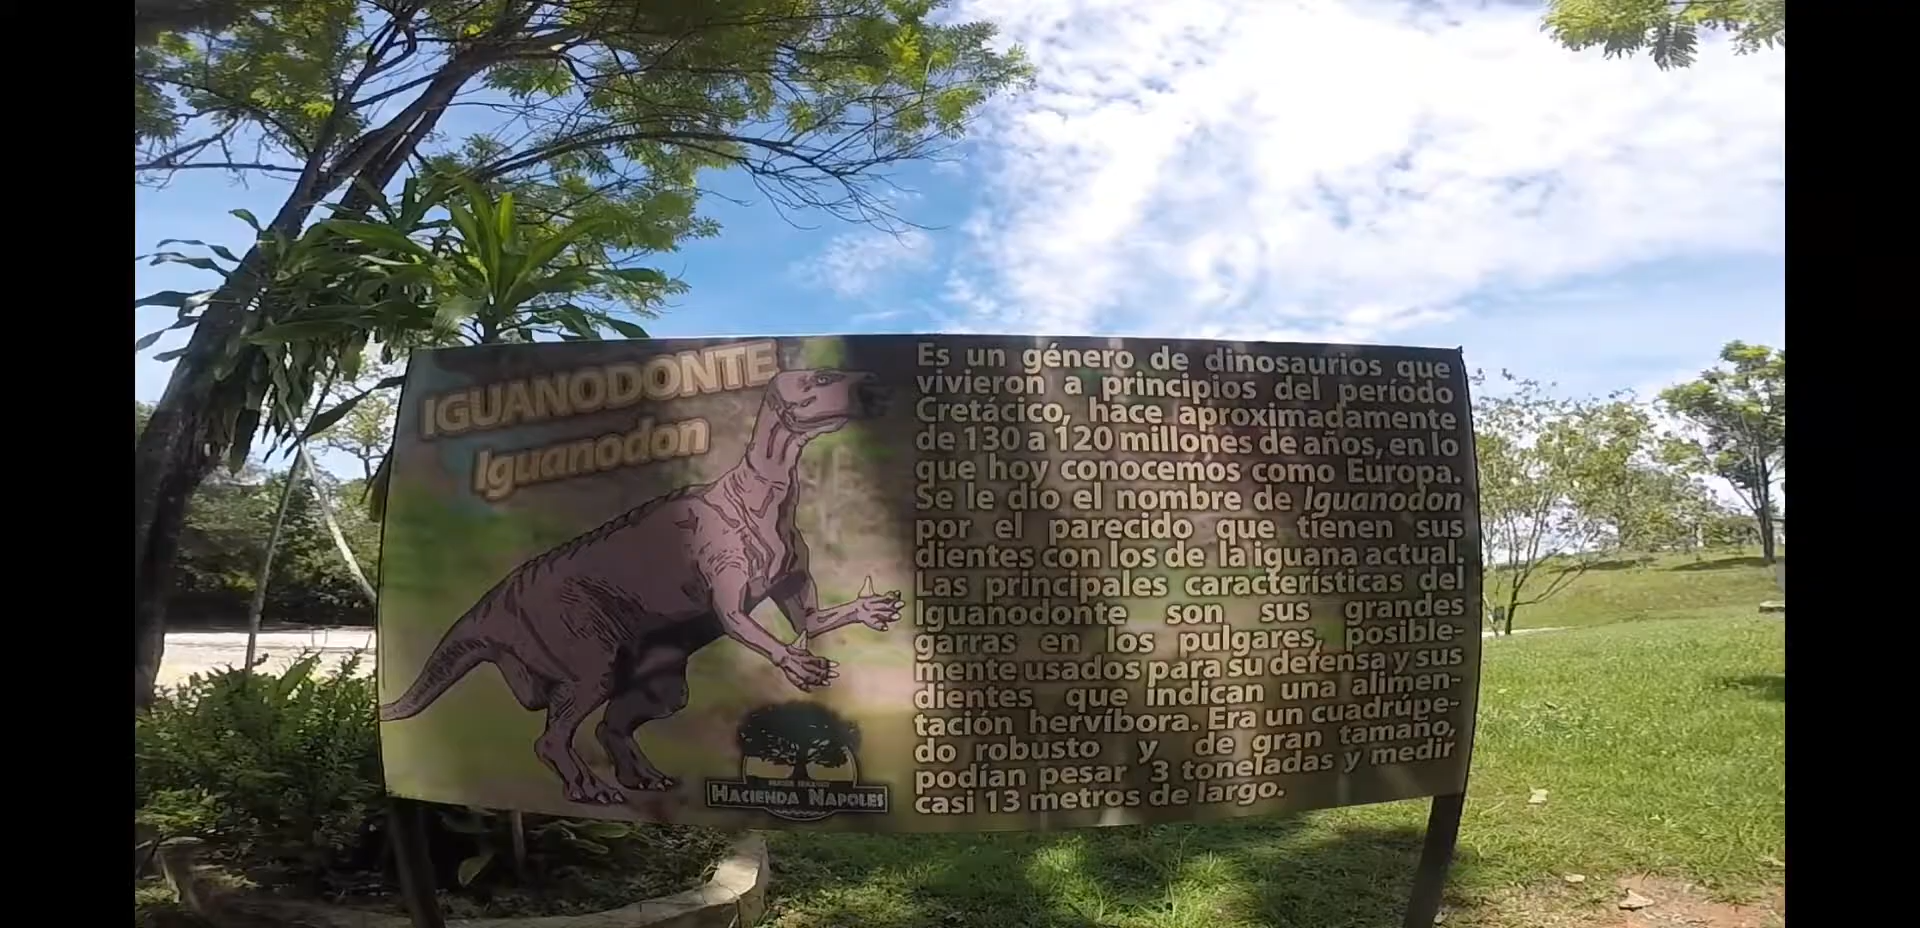 IGUANODONTE
Iguanodon
Es un género de dinosaurios que
vivieron a principios del período
Cretácico, hace aproximadamente
de 130 a 120 millones de años, en lo
que hoy conocemos como Europa.
Se le dio el nombre de Iguanodon
por el parecido que tienen sus
dientes con los de la iguana actual.
Las principales características del
Iguanodonte son sus grandes
garras en los pulgares, posible-
mente usados para su defensa y sus
dientes que indican una alimen-
tación hervíbora. Era un cuadrúpe-
do robusto y de gran tamaño,
podían pesar 3 toneladas y medir
casi 13 metros de largo.
HACIENDA NAPOLES